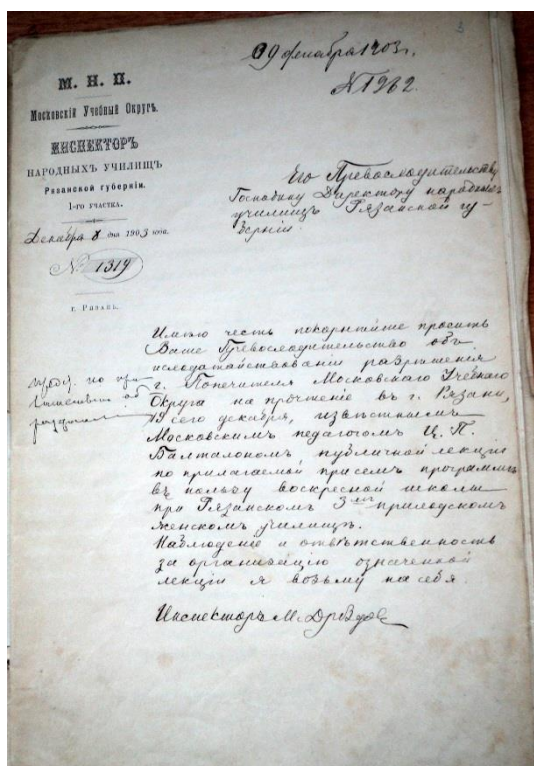 9 декабря 1903 г.
№ 1962.
М. Н. П.
Московскій Учебный Округъ.
ИНСПЕКТОРЪ
НАРОДНЫХЪ УЧИЛИЩЪ
Рязанской губерніи.
1-го участка.
Декабря 8 дня 1903 года.
№ 1319
г. Рязань.
Его Превосходительству
Господину Директору народныхъ
училищъ Рязанской гу-
берніи
Имѣю честь покорнѣйше просить
Ваше Превосходительство объ
исходатайствованіи разрѣшенія
г. Попечителя Московскаго Учебнаго
Округа на прочтеніе въ г. Рязани,
19 сего декабря, извѣстнымъ
Московскимъ педагогомъ Ц. П.
Балталономъ, публичной лекціи
по прилагаемой при семъ программѣ
въ пользу воскресной школы
при Рязанскомъ 3-мъ приходскомъ
женскомъ училищѣ.
Наблюденіе и отвѣтственность
за организацію означенной
лекціи я возьму на себя.
Инспекторъ М. Дроздов